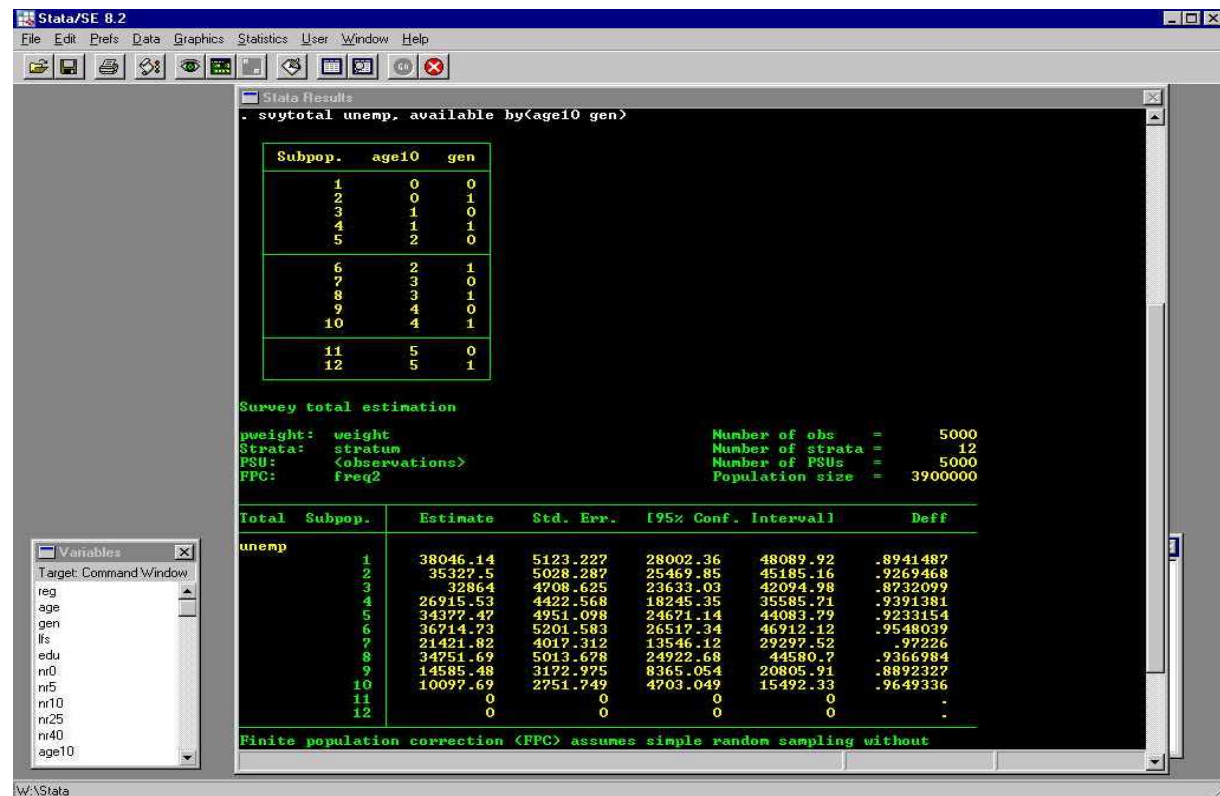 Stata/SE 8.2
File Edit Prefs Data Graphics Statistics User Window Help
Stata Results
. svytotal unemp, available by(age10 gen)
Subpop. age10 gen
1 0 0
2 0 1
3 1 0
4 1 1
5 2 0
6 2 1
7 3 0
8 3 1
9 4 0
10 4 1
11 5 0
12 5 1
Survey total estimation
pweight: weight Number of obs = 5000
Strata: stratum Number of strata = 12
PSU: <observations> Number of PSUs = 5000
FPC: freq2 Population size = 3900000
Total Subpop. Estimate Std. Err. [95% Conf. Interval] Deff
unemp
1 38046.14 5123.227 28002.36 48089.92 .8941487
2 35327.5 5028.287 25469.85 45185.16 .9269468
3 32864 4708.625 23633.03 42094.98 .8732099
4 26915.53 4422.568 18245.35 35585.71 .9391381
5 34377.47 4951.098 24671.14 44083.79 .9233154
6 36714.73 5201.583 26517.34 46912.12 .9548039
7 21421.82 4017.312 13546.12 29297.52 .97226
8 34751.69 5013.678 24922.68 44580.7 .9366984
9 14585.48 3172.975 8365.054 20805.91 .8892327
10 10097.69 2751.749 4703.049 15492.33 .9649336
11 0 0 0 0 .
12 0 0 0 0 .
Finite population correction (FPC) assumes simple random sampling without
Variables
Target: Command Window
reg
age
gen
lfs
edu
nr0
nr5
nr10
nr25
nr40
age10
W:\Stata